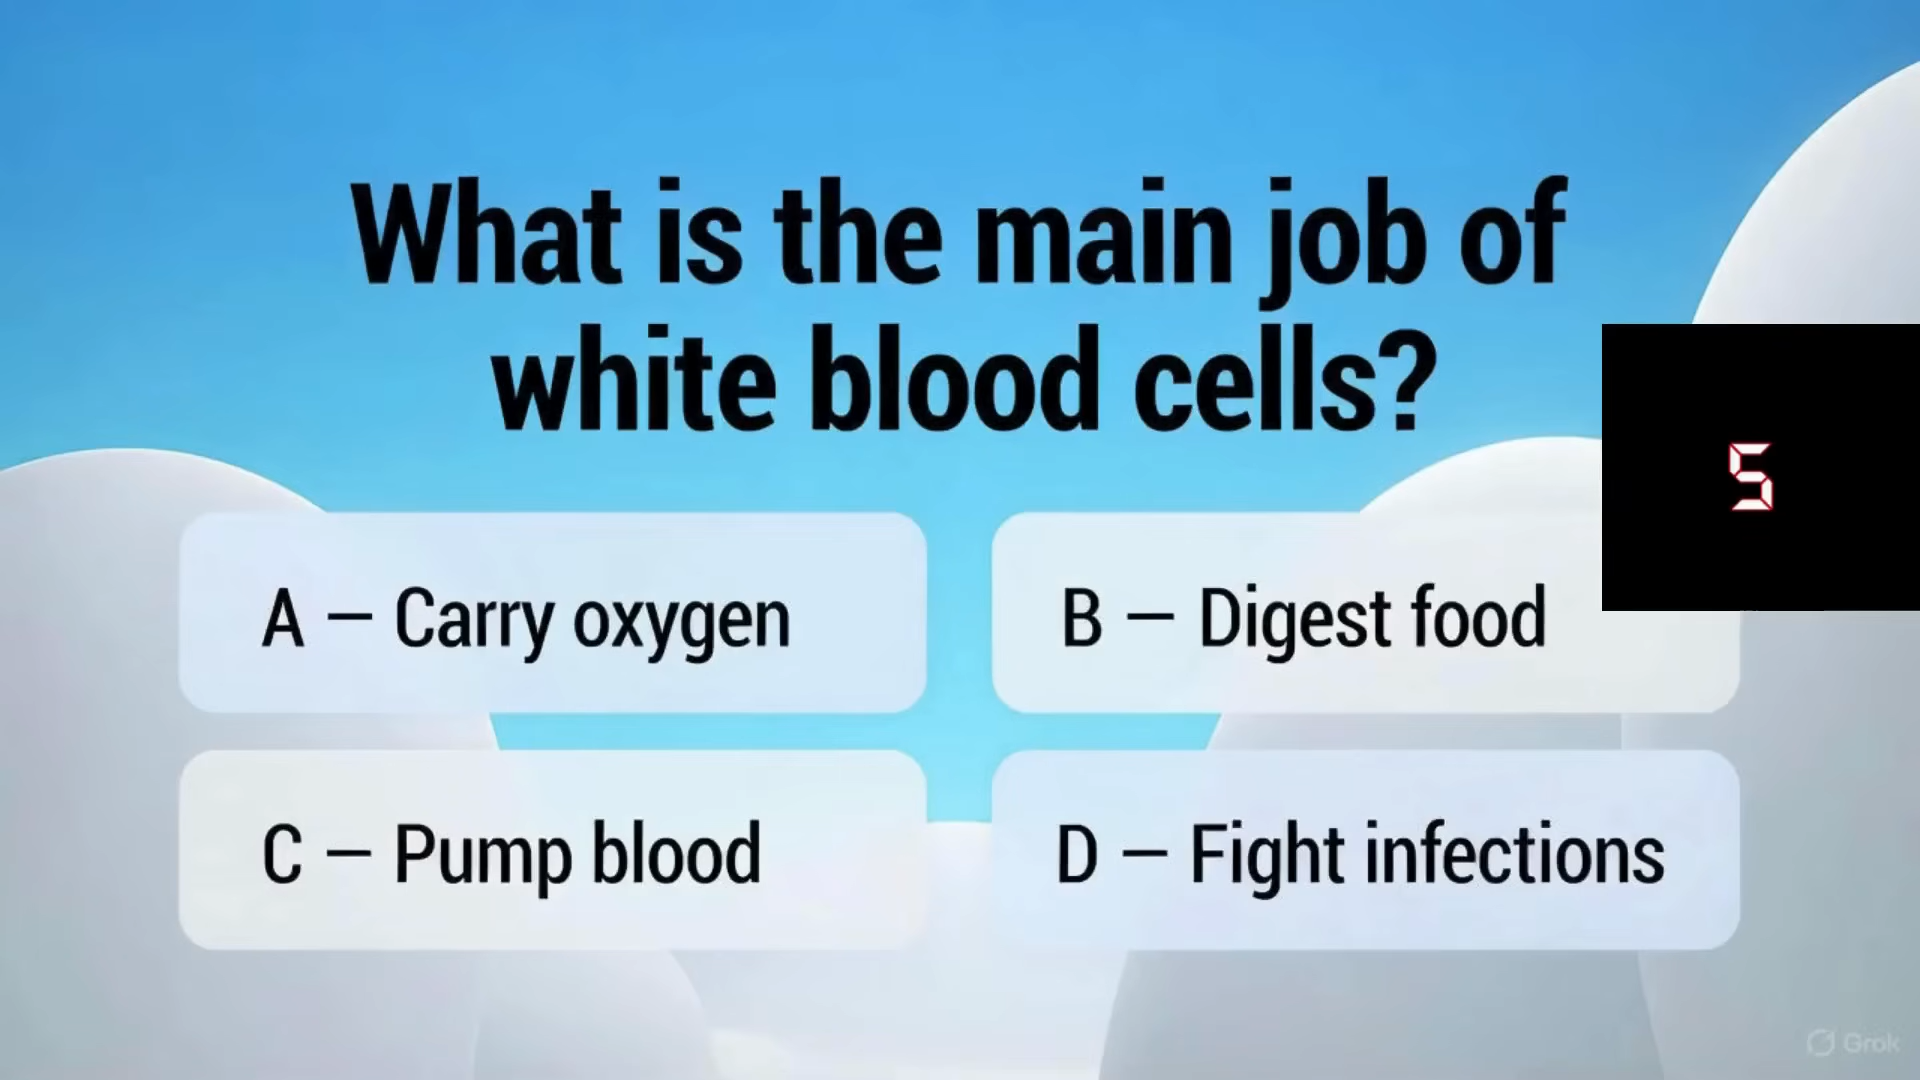 What is the main job of
white blood cells?
5
A – Carry oxygen
B – Digest food
C – Pump blood
D – Fight infections
Grok